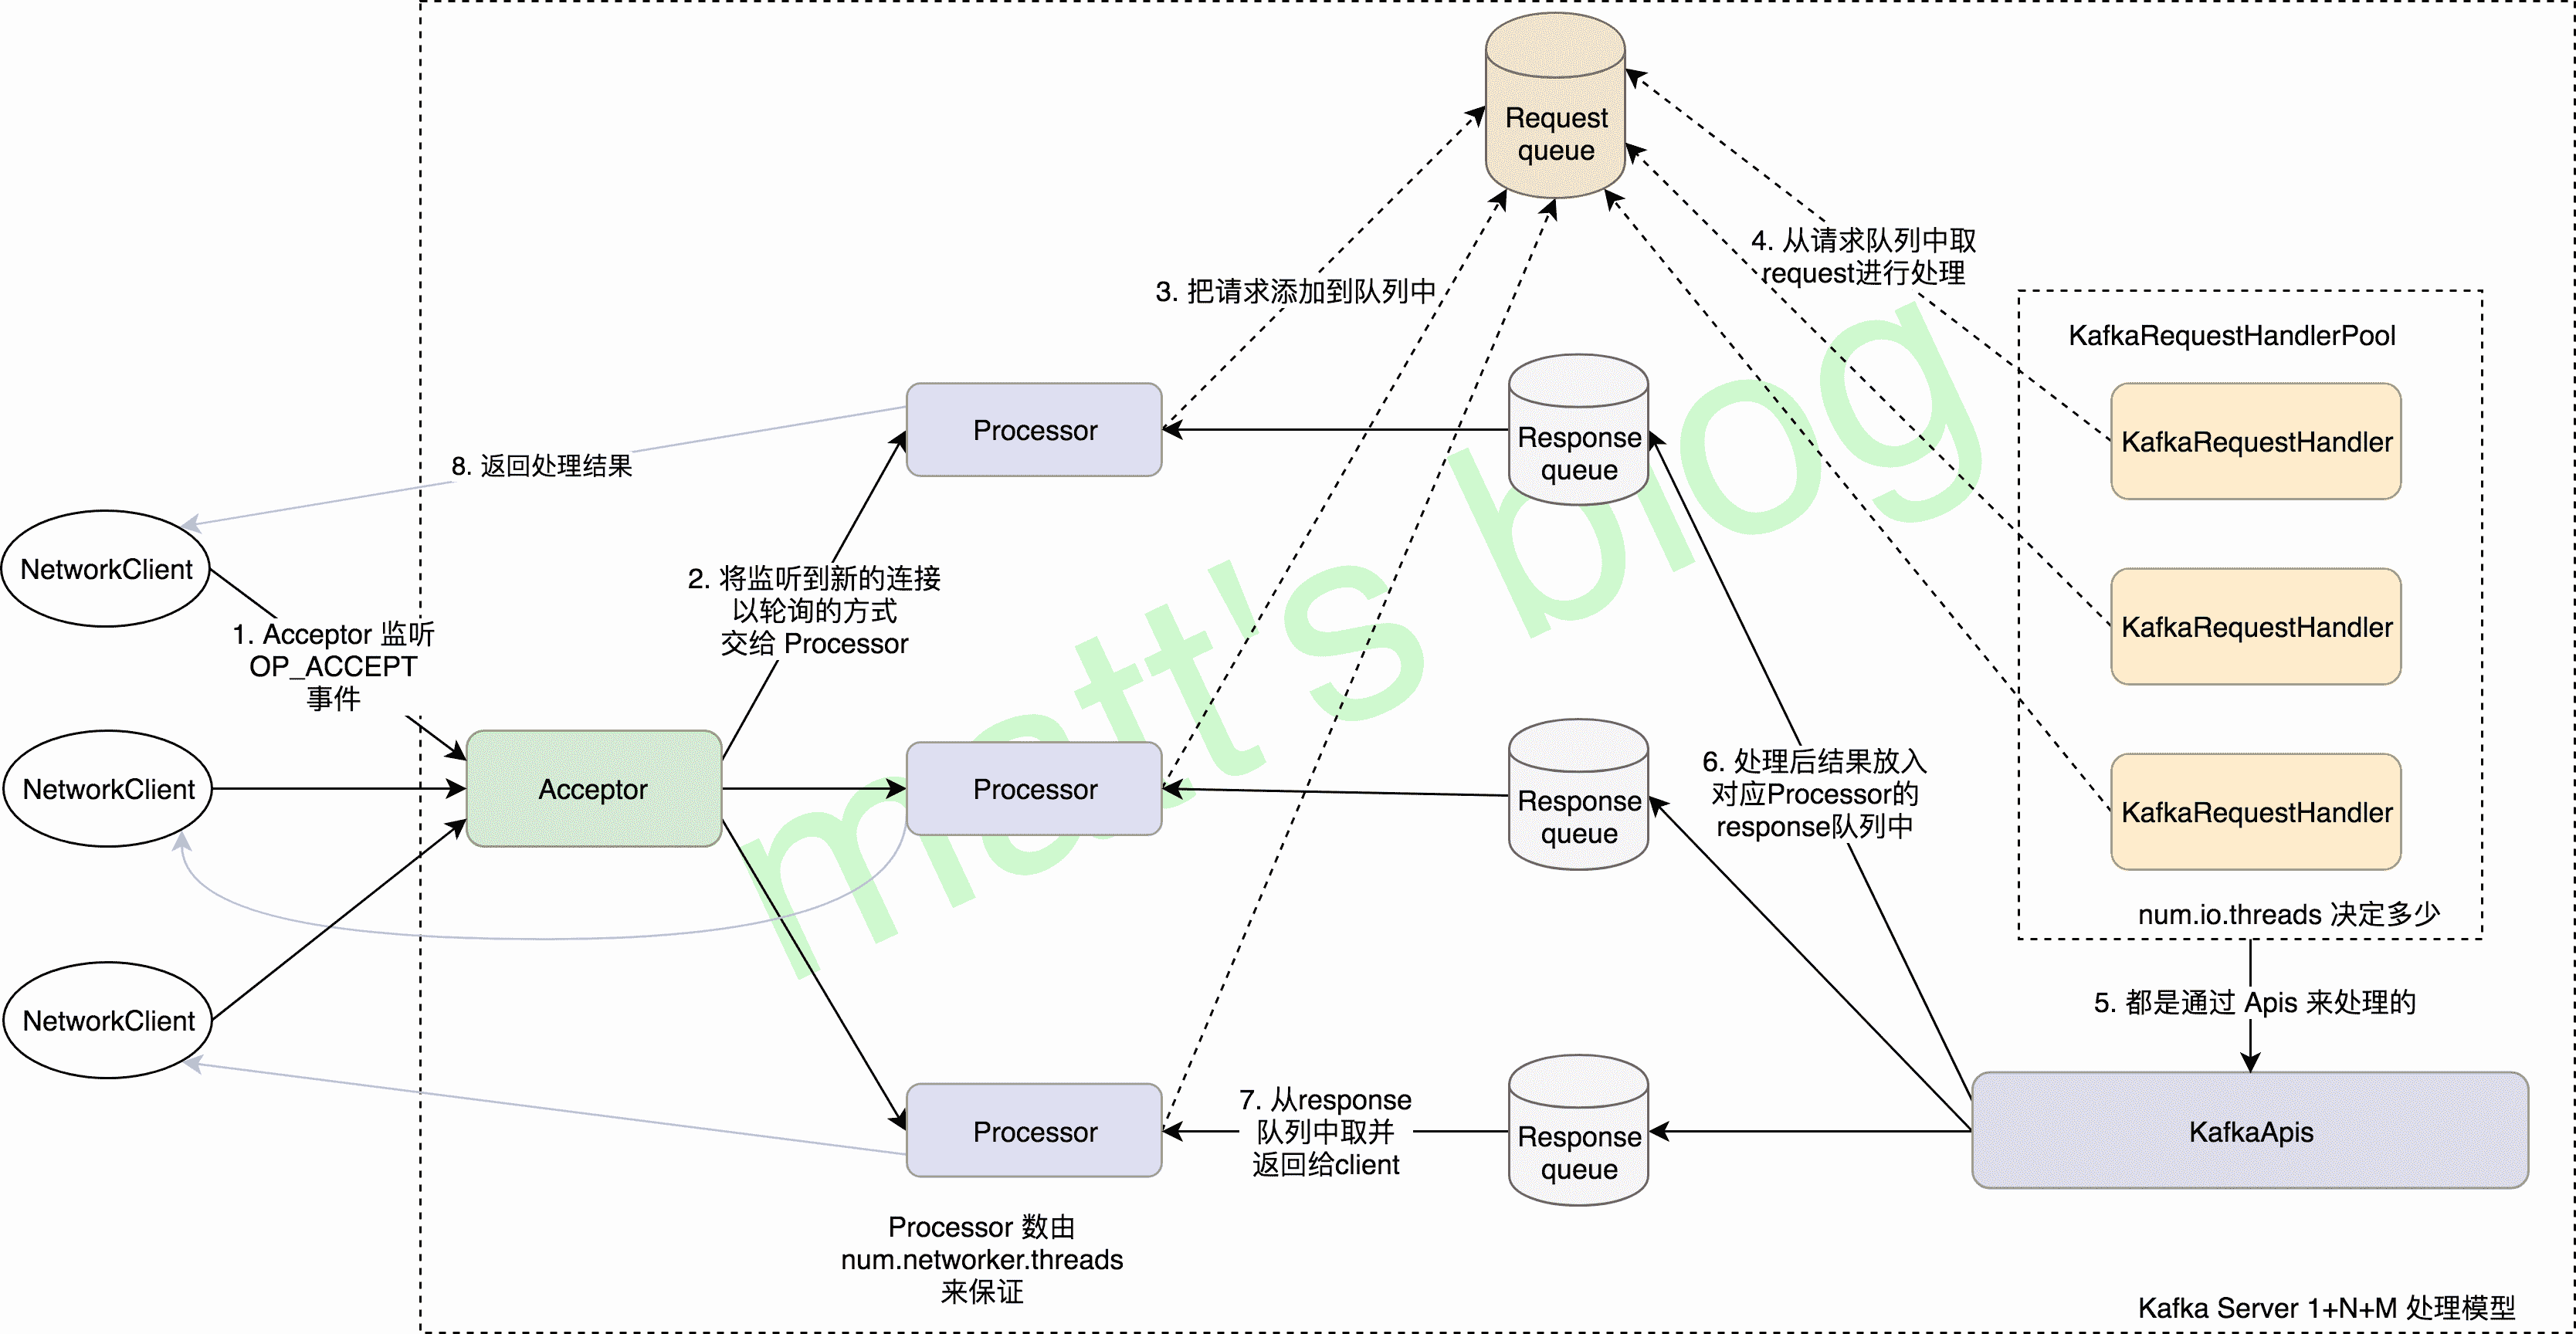 Request
queue
4. 从请求队列中取
request进行处理
3. 把请求添加到队列中
KafkaRequestHandlerPool
Processor
Response
queue
KafkaRequestHandler
8. 返回处理结果
NetworkClient
2. 将监听到新的连接
以轮询的方式
交给 Processor
KafkaRequestHandler
1. Acceptor 监听
OP_ACCEPT
事件
matt's blog
NetworkClient
Acceptor
Processor
Response
queue
6. 处理后结果放入
对应Processor的
response队列中
KafkaRequestHandler
num.io.threads 决定多少
5. 都是通过 Apis 来处理的
NetworkClient
Processor
7. 从response
队列中取并
返回给client
Response
queue
KafkaApis
Processor 数由
num.networker.threads
来保证
Kafka Server 1+N+M 处理模型